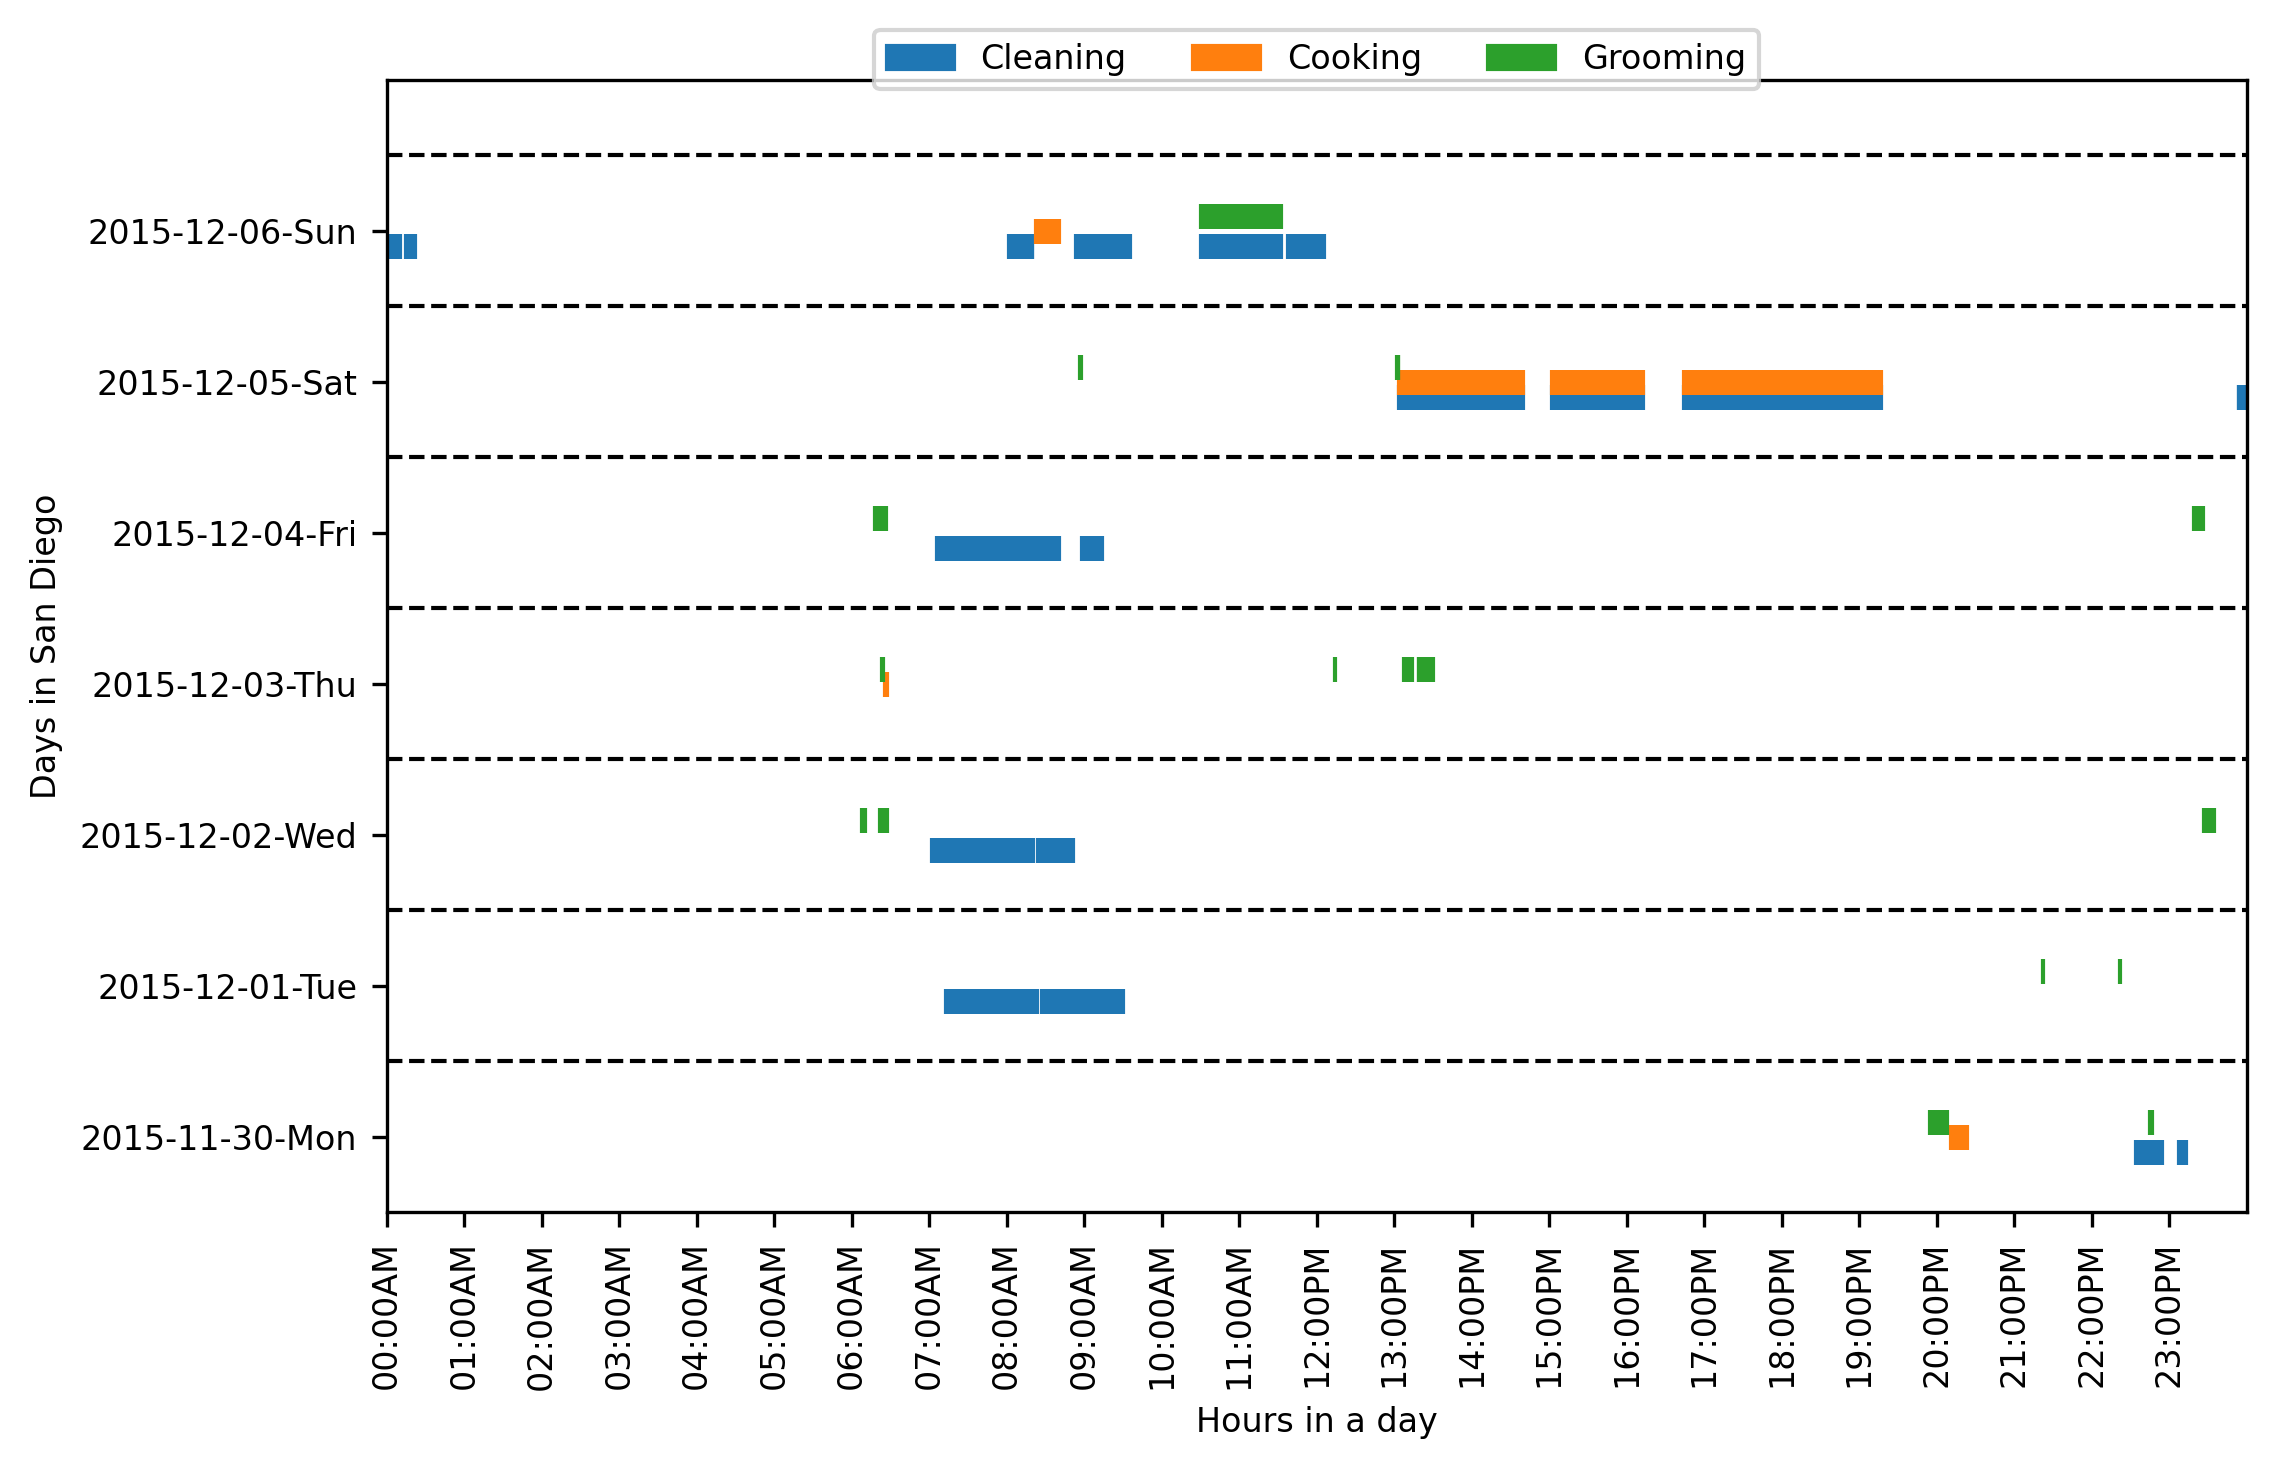 Cleaning Cooking Grooming
2015-12-06-Sun
2015-12-05-Sat
2015-12-04-Fri
2015-12-03-Thu
2015-12-02-Wed
2015-12-01-Tue
2015-11-30-Mon
Days in San Diego
00:00AM
01:00AM
02:00AM
03:00AM
04:00AM
05:00AM
06:00AM
07:00AM
08:00AM
09:00AM
10:00AM
11:00AM
12:00PM
13:00PM
14:00PM
15:00PM
16:00PM
17:00PM
18:00PM
19:00PM
20:00PM
21:00PM
22:00PM
23:00PM
Hours in a day